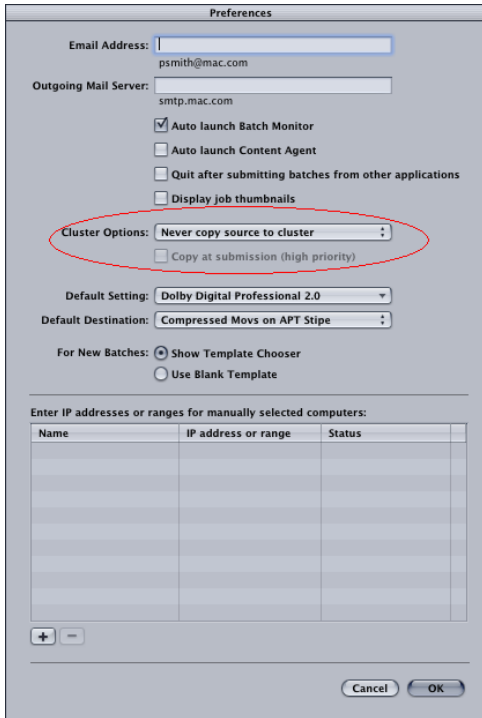 Preferences
Email Address:
psmith@mac.com
Outgoing Mail Server:
smtp.mac.com
Auto launch Batch Monitor
Auto launch Content Agent
Quit after submitting batches from other applications
Display job thumbnails
Cluster Options: Never copy source to cluster
Copy at submission (high priority)
Default Setting: Dolby Digital Professional 2.0
Default Destination: Compressed Movs on APT Stipe
For New Batches: Show Template Chooser
Use Blank Template
Enter IP addresses or ranges for manually selected computers:
Name IP address or range Status
+ −
Cancel OK